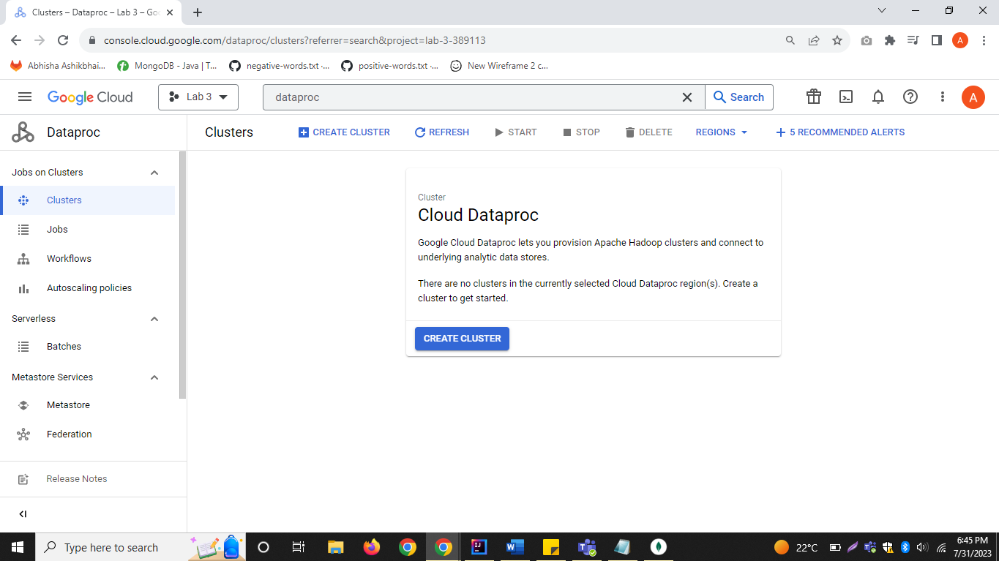 Clusters – Dataproc – Lab 3 – Goo
console.cloud.google.com/dataproc/clusters?referrer=search&project=lab-3-389113
A
Abhisha Ashikbhai...
MongoDB - Java | T...
negative-words.txt ·...
positive-words.txt ·...
New Wireframe 2 c...
Google Cloud
Lab 3
dataproc
Search
A
Dataproc
Clusters
CREATE CLUSTER
REFRESH
START
STOP
DELETE
REGIONS
5 RECOMMENDED ALERTS
Jobs on Clusters
Clusters
Jobs
Workflows
Autoscaling policies
Serverless
Batches
Metastore Services
Metastore
Federation
Release Notes
Cluster
Cloud Dataproc
Google Cloud Dataproc lets you provision Apache Hadoop clusters and connect to
underlying analytic data stores.
There are no clusters in the currently selected Cloud Dataproc region(s). Create a
cluster to get started.
CREATE CLUSTER
Type here to search
22°C
6:45 PM
7/31/2023